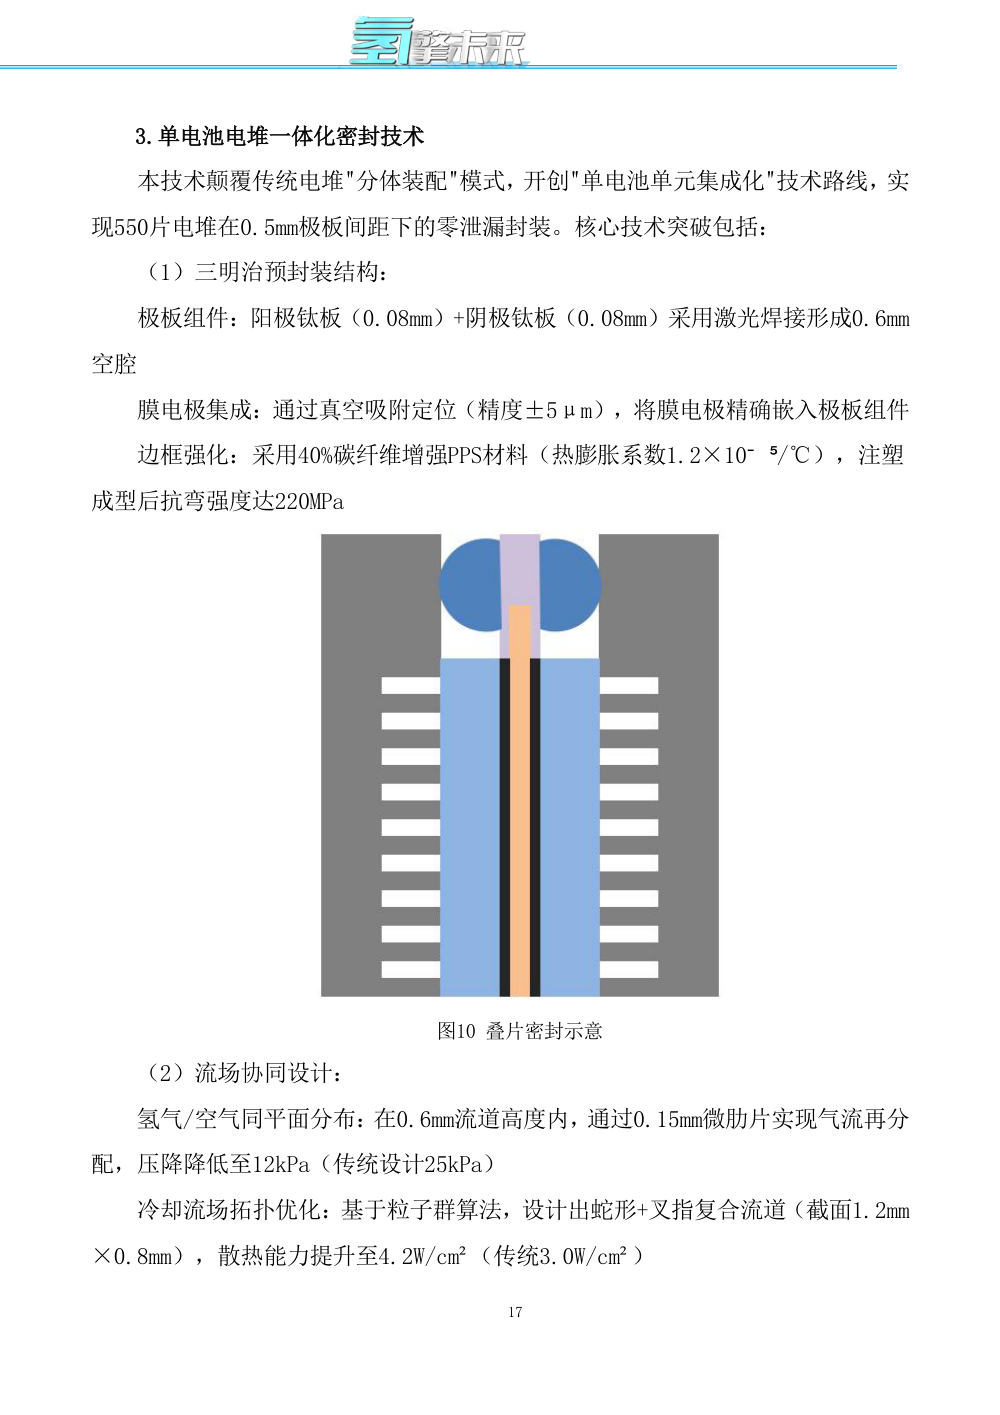 氢擎未来
3.单电池电堆一体化密封技术
本技术颠覆传统电堆"分体装配"模式，开创"单电池单元集成化"技术路线，实
现550片电堆在0.5mm极板间距下的零泄漏封装。核心技术突破包括：
（1）三明治预封装结构：
极板组件：阳极钛板（0.08mm）+阴极钛板（0.08mm）采用激光焊接形成0.6mm
空腔
膜电极集成：通过真空吸附定位（精度±5μm），将膜电极精确嵌入极板组件
边框强化：采用40%碳纤维增强PPS材料（热膨胀系数1.2×10⁻⁵/℃），注塑
成型后抗弯强度达220MPa
图10 叠片密封示意
（2）流场协同设计：
氢气/空气同平面分布：在0.6mm流道高度内，通过0.15mm微肋片实现气流再分
配，压降降低至12kPa（传统设计25kPa）
冷却流场拓扑优化：基于粒子群算法，设计出蛇形+叉指复合流道（截面1.2mm
×0.8mm），散热能力提升至4.2W/cm²（传统3.0W/cm²）
17